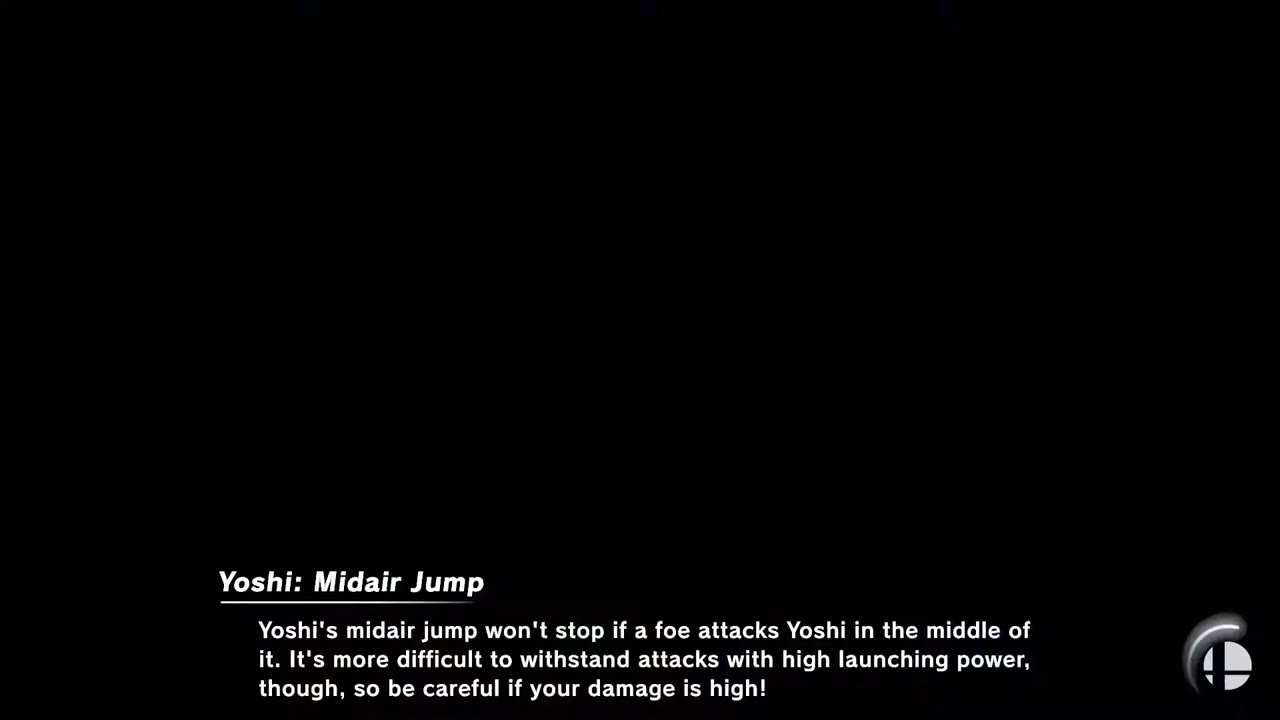 Yoshi: Midair Jump
Yoshi's midair jump won't stop if a foe attacks Yoshi in the middle of
it. It's more difficult to withstand attacks with high launching power,
though, so be careful if your damage is high!